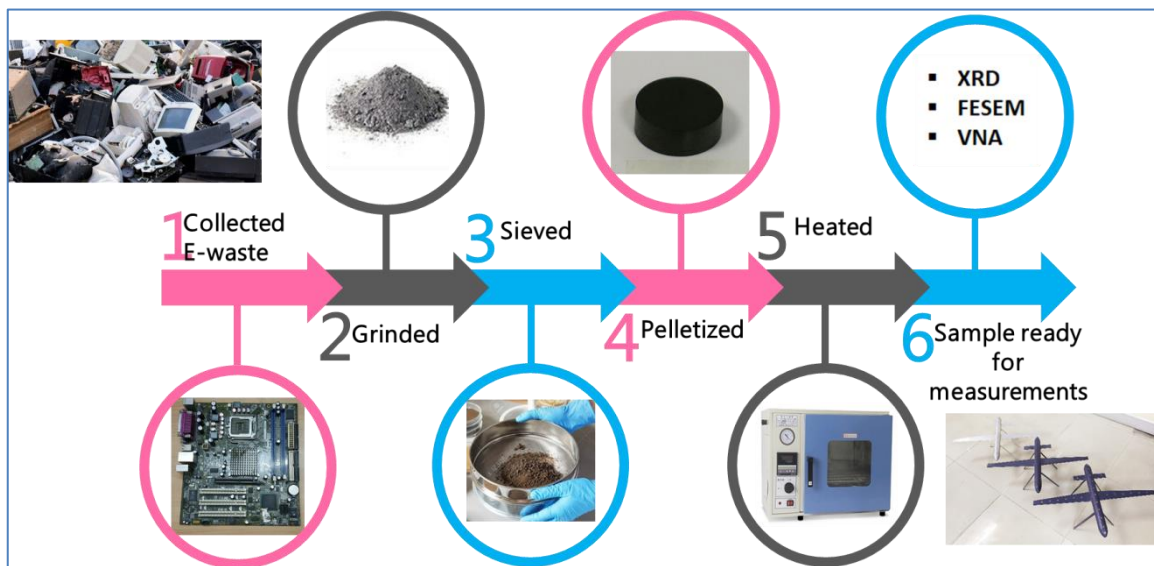 1 Collected
E-waste
2 Grinded
3 Sieved
4 Pelletized
5 Heated
6 Sample ready
for
measurements
▪ XRD
▪ FESEM
▪ VNA